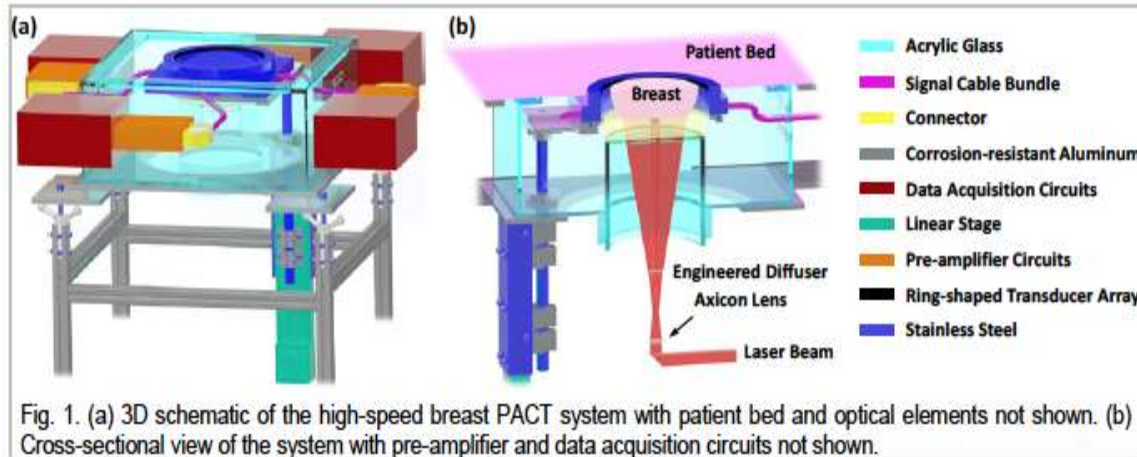 (a)
(b)
Patient Bed
Breast
Engineered Diffuser
Axicon Lens
Laser Beam
Acrylic Glass
Signal Cable Bundle
Connector
Corrosion-resistant Aluminum
Data Acquisition Circuits
Linear Stage
Pre-amplifier Circuits
Ring-shaped Transducer Array
Stainless Steel
Fig. 1. (a) 3D schematic of the high-speed breast PACT system with patient bed and optical elements not shown. (b)
Cross-sectional view of the system with pre-amplifier and data acquisition circuits not shown.